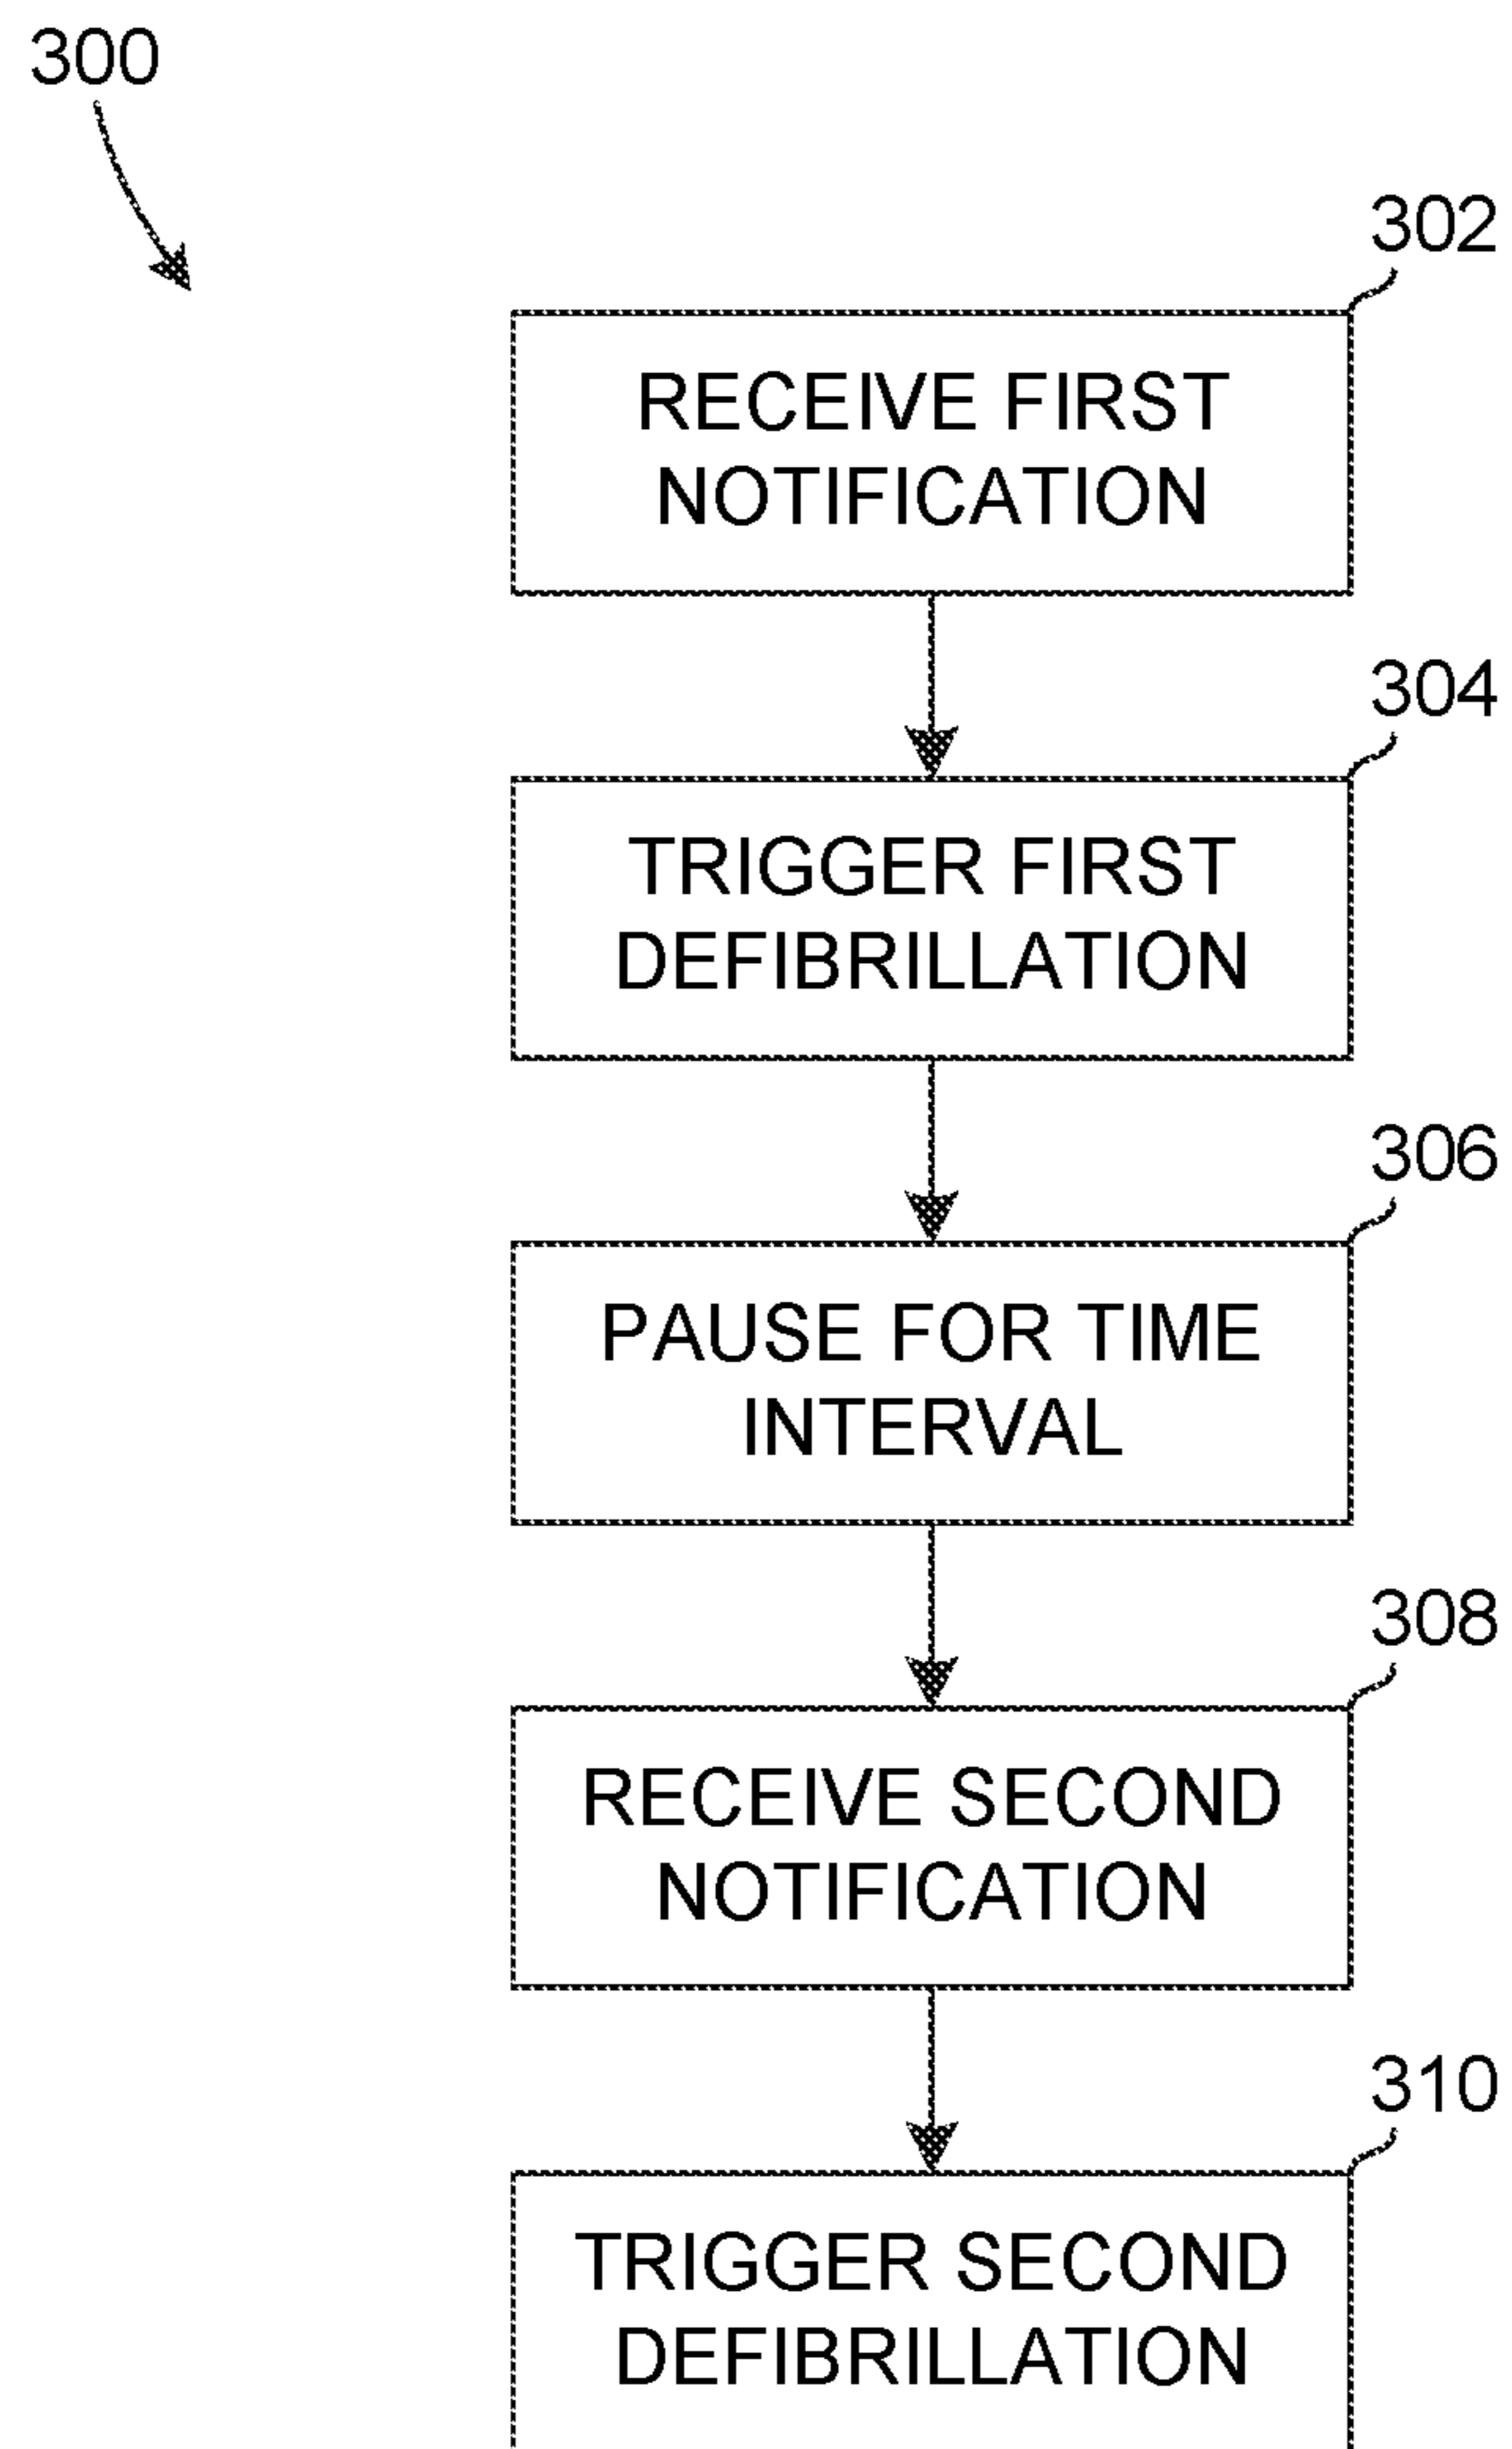 300
302
RECEIVE FIRST
NOTIFICATION
304
TRIGGER FIRST
DEFIBRILLATION
306
PAUSE FOR TIME
INTERVAL
308
RECEIVE SECOND
NOTIFICATION
310
TRIGGER SECOND
DEFIBRILLATION